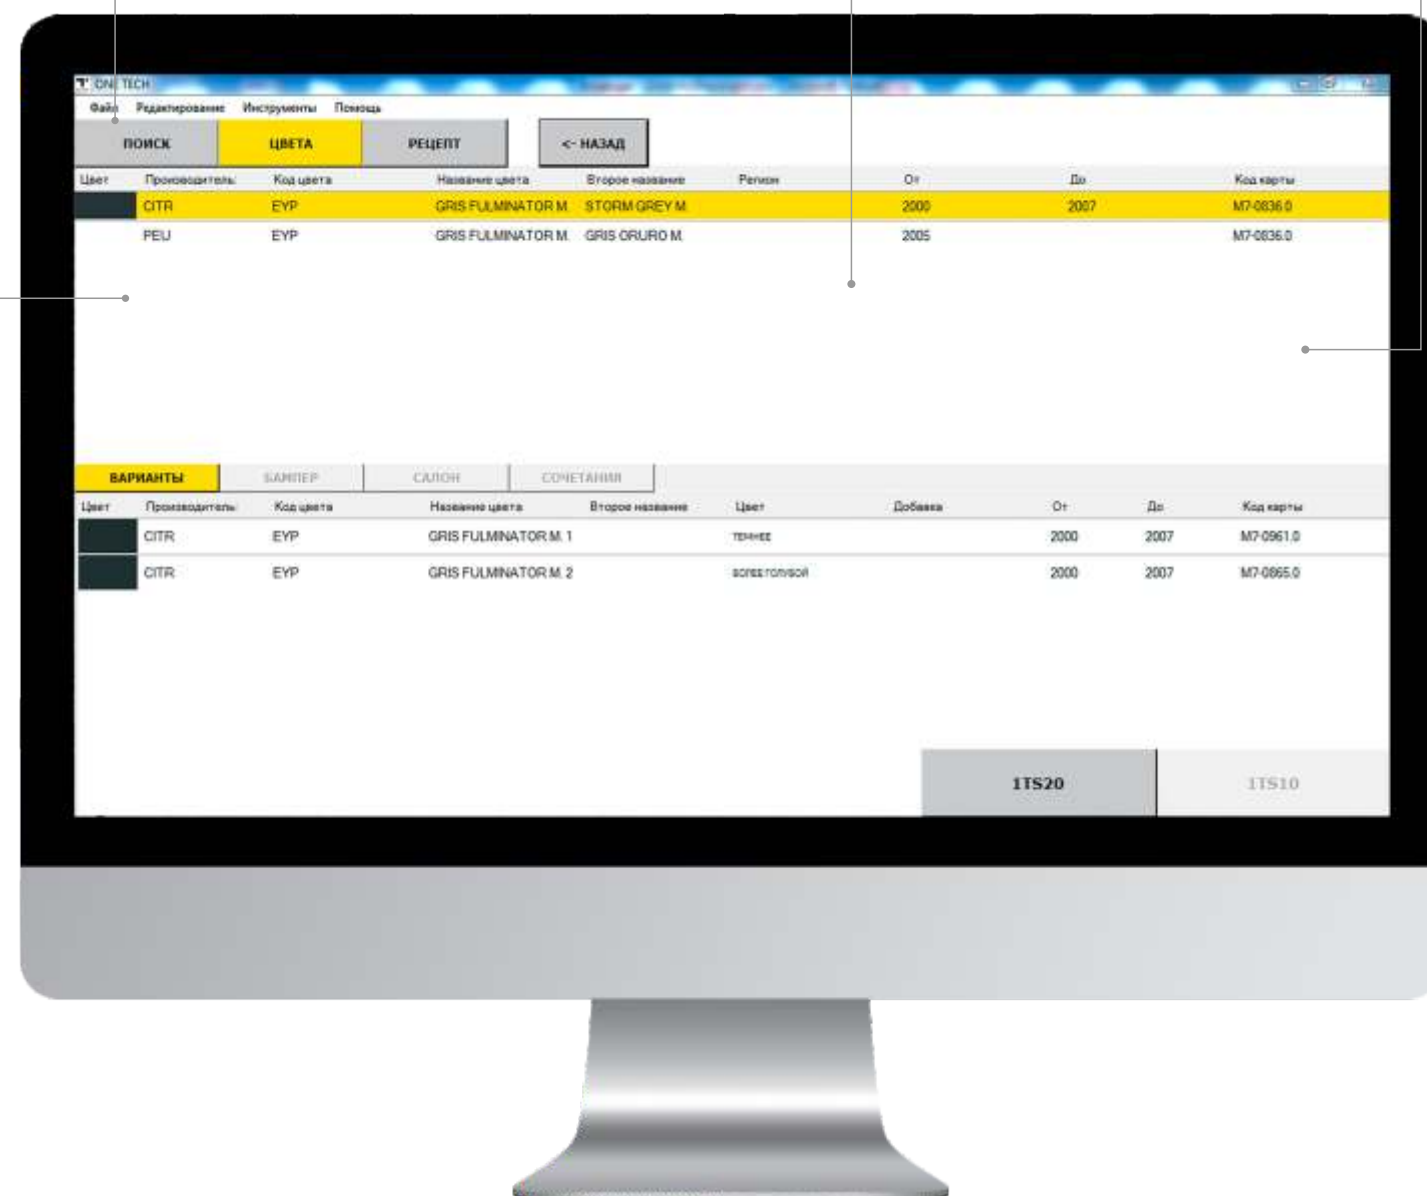 ONE TECH
Файл Редактирование Инструменты Помощь
ПОИСК ЦВЕТА РЕЦЕПТ <- НАЗАД
Цвет Производитель: Код цвета Название цвета Второе название Регион От До Код карты
CITR EYP GRIS FULMINATOR M. STORM GREY M. 2000 2007 M7-0836.0
PEU EYP GRIS FULMINATOR M. GRIS ORURO M. 2005 M7-0836.0
ВАРИАНТЫ БАМПЕР САЛОН СОЧЕТАНИЯ
Цвет Производитель: Код цвета Название цвета Второе название Цвет Добавка От До Код карты
CITR EYP GRIS FULMINATOR M. 1 ТЕМНЕЕ 2000 2007 M7-0961.0
CITR EYP GRIS FULMINATOR M. 2 БОЛЕЕ ГОЛУБОЙ 2000 2007 M7-0865.0
1TS20 1TS10